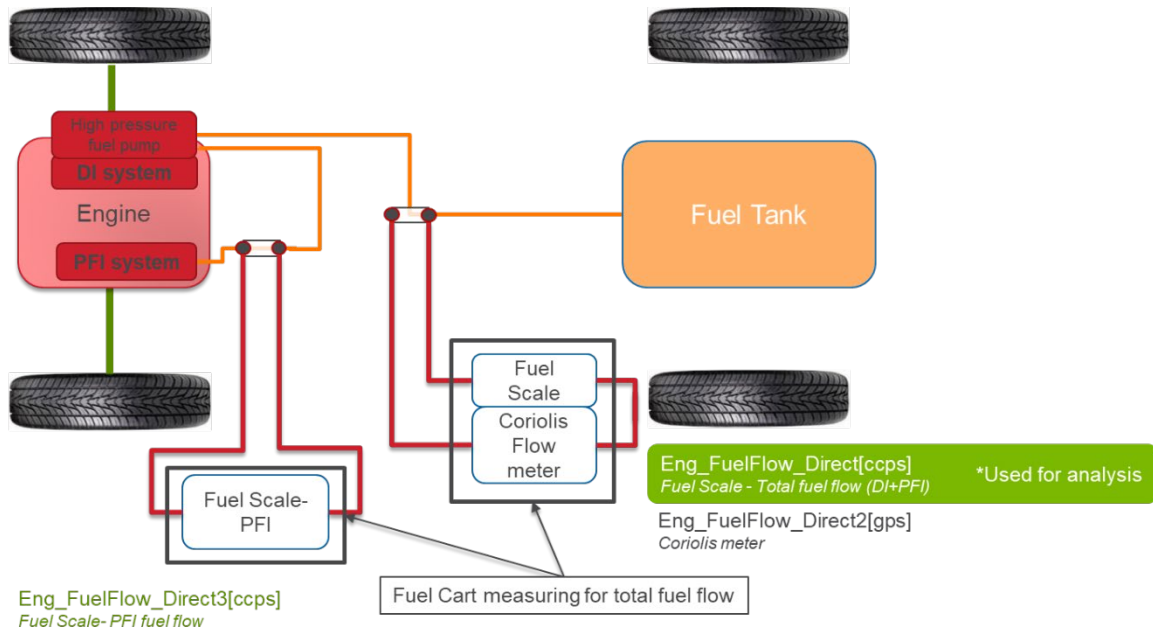 High pressure
fuel pump
DI system
Engine
PFI system
Fuel Tank
Fuel
Scale
Coriolis
Flow
meter
Fuel Scale-
PFI
Eng_FuelFlow_Direct[ccps]
Fuel Scale - Total fuel flow (DI+PFI)
*Used for analysis
Eng_FuelFlow_Direct2[gps]
Coriolis meter
Fuel Cart measuring for total fuel flow
Eng_FuelFlow_Direct3[ccps]
Fuel Scale- PFI fuel flow